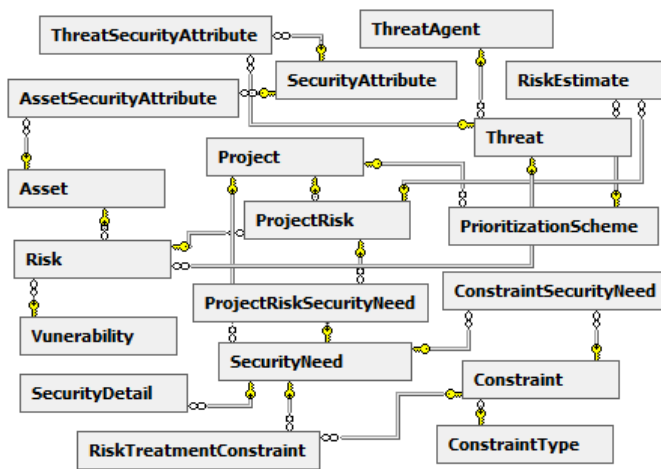 ThreatSecurityAttribute
ThreatAgent
SecurityAttribute
RiskEstimate
AssetSecurityAttribute
Threat
Project
Asset
ProjectRisk
PrioritizationScheme
Risk
ProjectRiskSecurityNeed
ConstraintSecurityNeed
Vunerability
SecurityNeed
SecurityDetail
Constraint
RiskTreatmentConstraint
ConstraintType